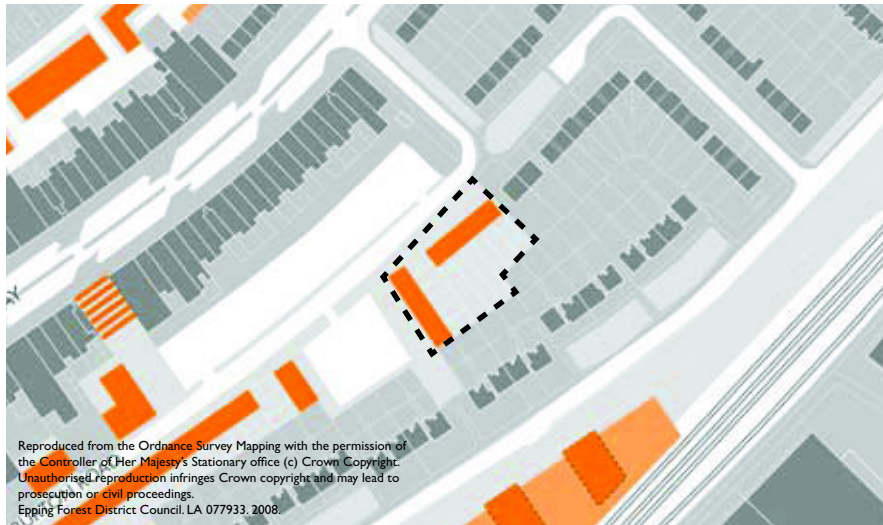 Reproduced from the Ordnance Survey Mapping with the permission of
the Controller of Her Majesty's Stationary office (c) Crown Copyright.
Unauthorised reproduction infringes Crown copyright and may lead to
prosecution or civil proceedings.
Epping Forest District Council. LA 077933. 2008.
BURTON ROAD